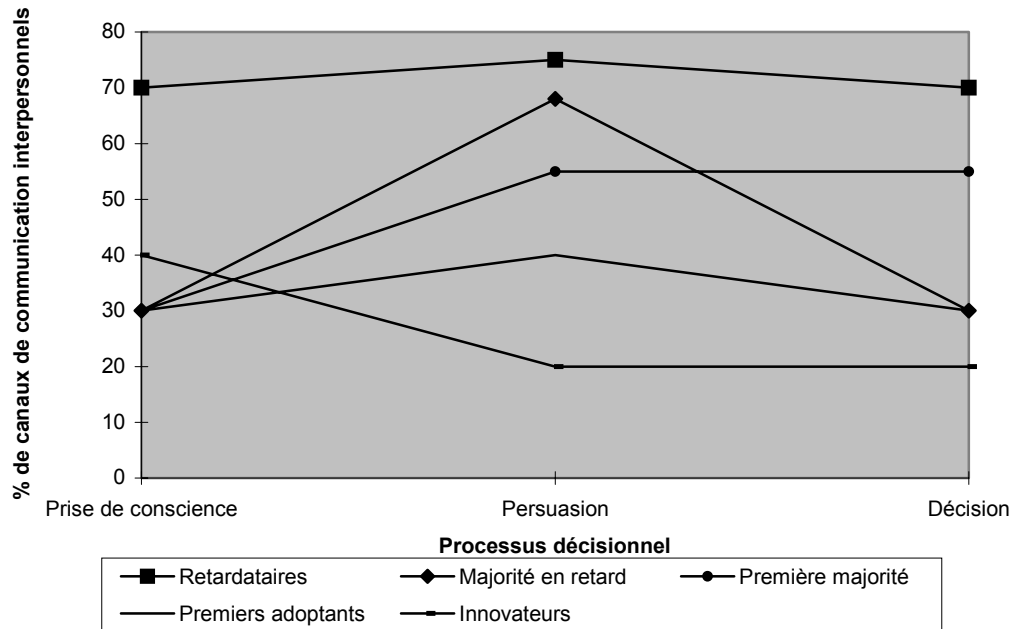 80
70
60
50
40
30
20
10
0
% de canaux de communication interpersonnels
Prise de conscience Persuasion Décision
Processus décisionnel
Retardataires Majorité en retard Première majorité
Premiers adoptants Innovateurs